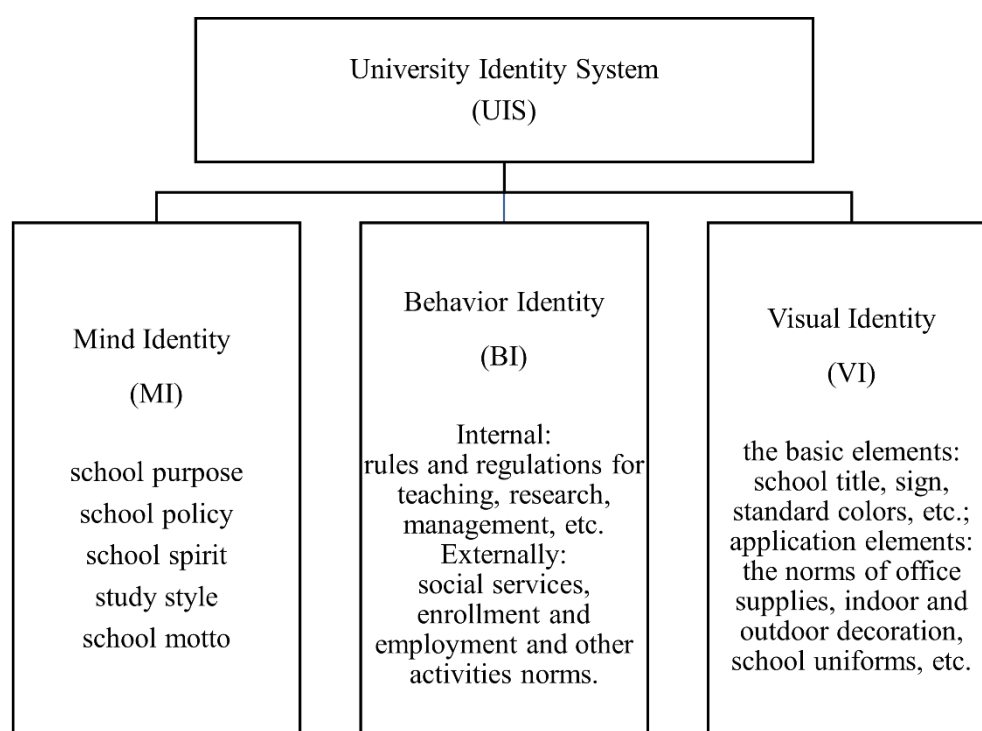 University Identity System
(UIS)
Mind Identity
(MI)
school purpose
school policy
school spirit
study style
school motto
Behavior Identity
(BI)
Internal:
rules and regulations for
teaching, research,
management, etc.
Externally:
social services,
enrollment and
employment and other
activities norms.
Visual Identity
(VI)
the basic elements:
school title, sign,
standard colors, etc.;
application elements:
the norms of office
supplies, indoor and
outdoor decoration,
school uniforms, etc.